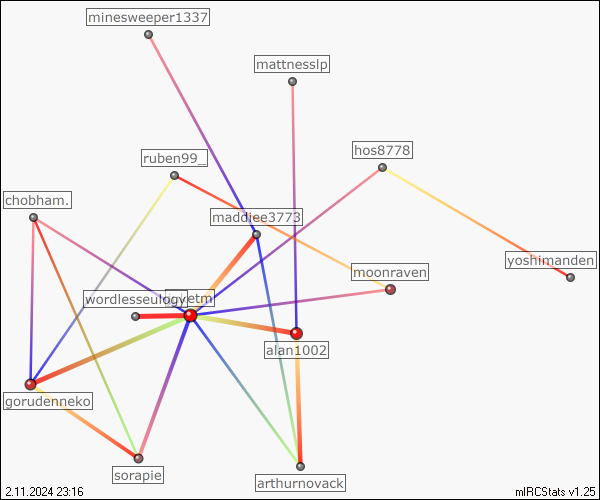 minesweeper1337
mattnesslp
ruben99_
hos8778
chobham.
maddiee3773
yoshimanden
moonraven
wordlesseulogy
alan1002
gorudenneko
sorapie
arthurnovack
2.11.2024 23:16
mIRCStats v1.25